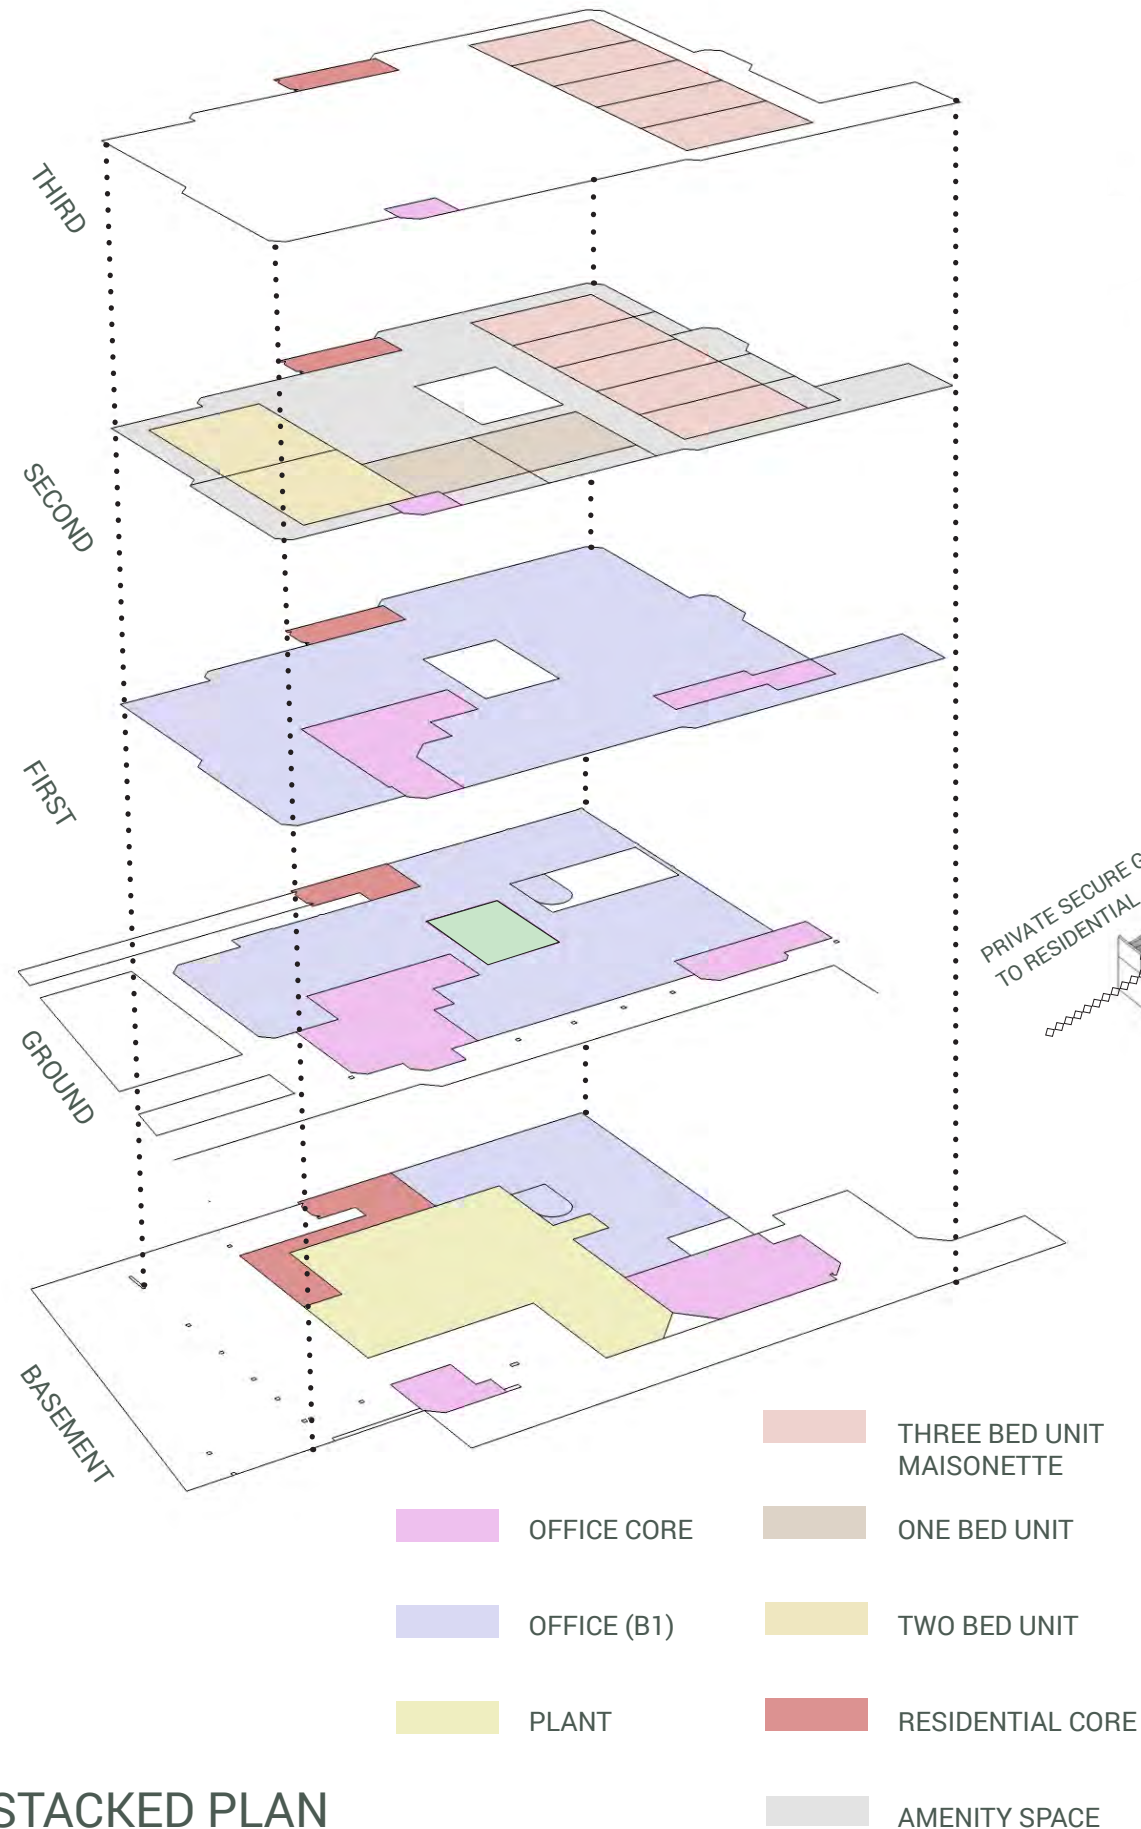 THIRD
SECOND
FIRST
PRIVATE SECURE G
TO RESIDENTIAL
GROUND
BASEMENT
THREE BED UNIT
MAISONETTE
OFFICE CORE
ONE BED UNIT
OFFICE (B1)
TWO BED UNIT
PLANT
RESIDENTIAL CORE
STACKED PLAN
AMENITY SPACE